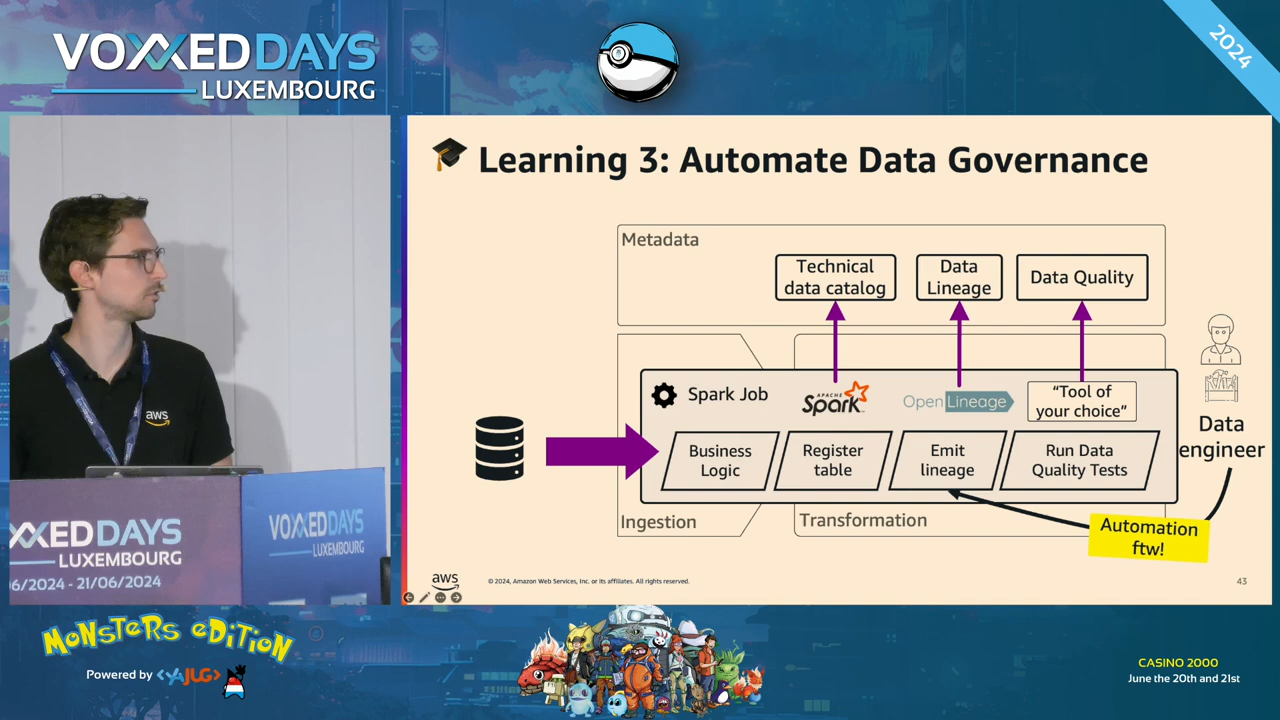 VOXXEDDAYS
LUXEMBOURG
2024
Learning 3: Automate Data Governance
Metadata
Technical
data catalog
Data
Lineage
Data Quality
Spark Job
APACHE
Spark
OpenLineage
“Tool of
your choice”
Business
Logic
Register
table
Emit
lineage
Run Data
Quality Tests
Data
engineer
Ingestion
Transformation
Automation
ftw!
aws
© 2024, Amazon Web Services, Inc. or its affiliates. All rights reserved.
43
aws
XXEDDAYS
LUXEMBOURG
06/2024 - 21/06/2024
VOXXEDDAYS
LUXEMBOURG
MONSTERS EDITION
Powered by <YAJUG>
CASINO 2000
June the 20th and 21st